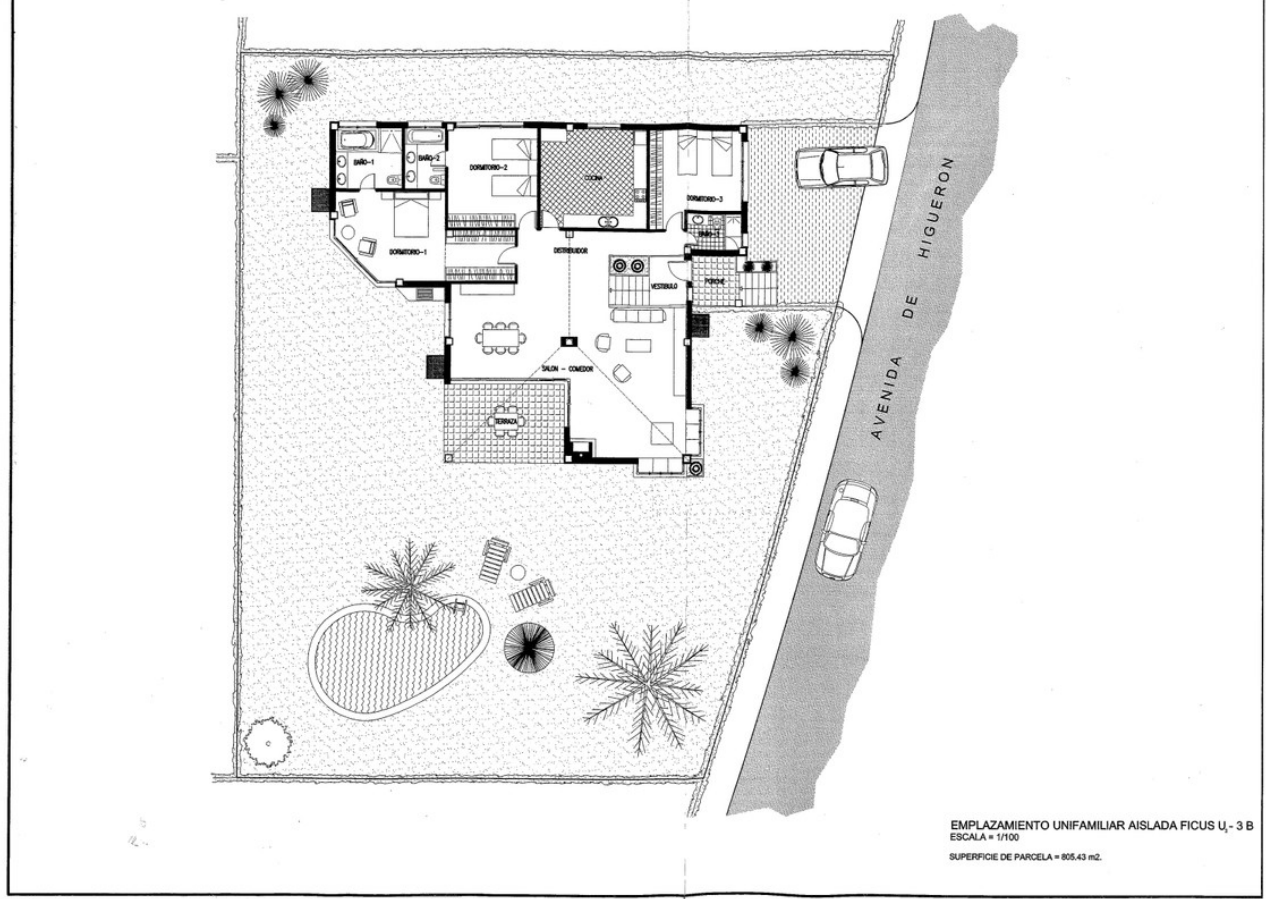 BAÑO-1
BAÑO-2
DORMITORIO-2
COCINA
DORMITORIO-3
DORMITORIO-1
DISTRIBUIDOR
VESTIBULO
PORCHE
SALON - COMEDOR
TERRAZA
AVENIDA DE HIGUERON
EMPLAZAMIENTO UNIFAMILIAR AISLADA FICUS U - 3 B
ESCALA = 1/100
SUPERFICIE DE PARCELA = 805.43 m2.